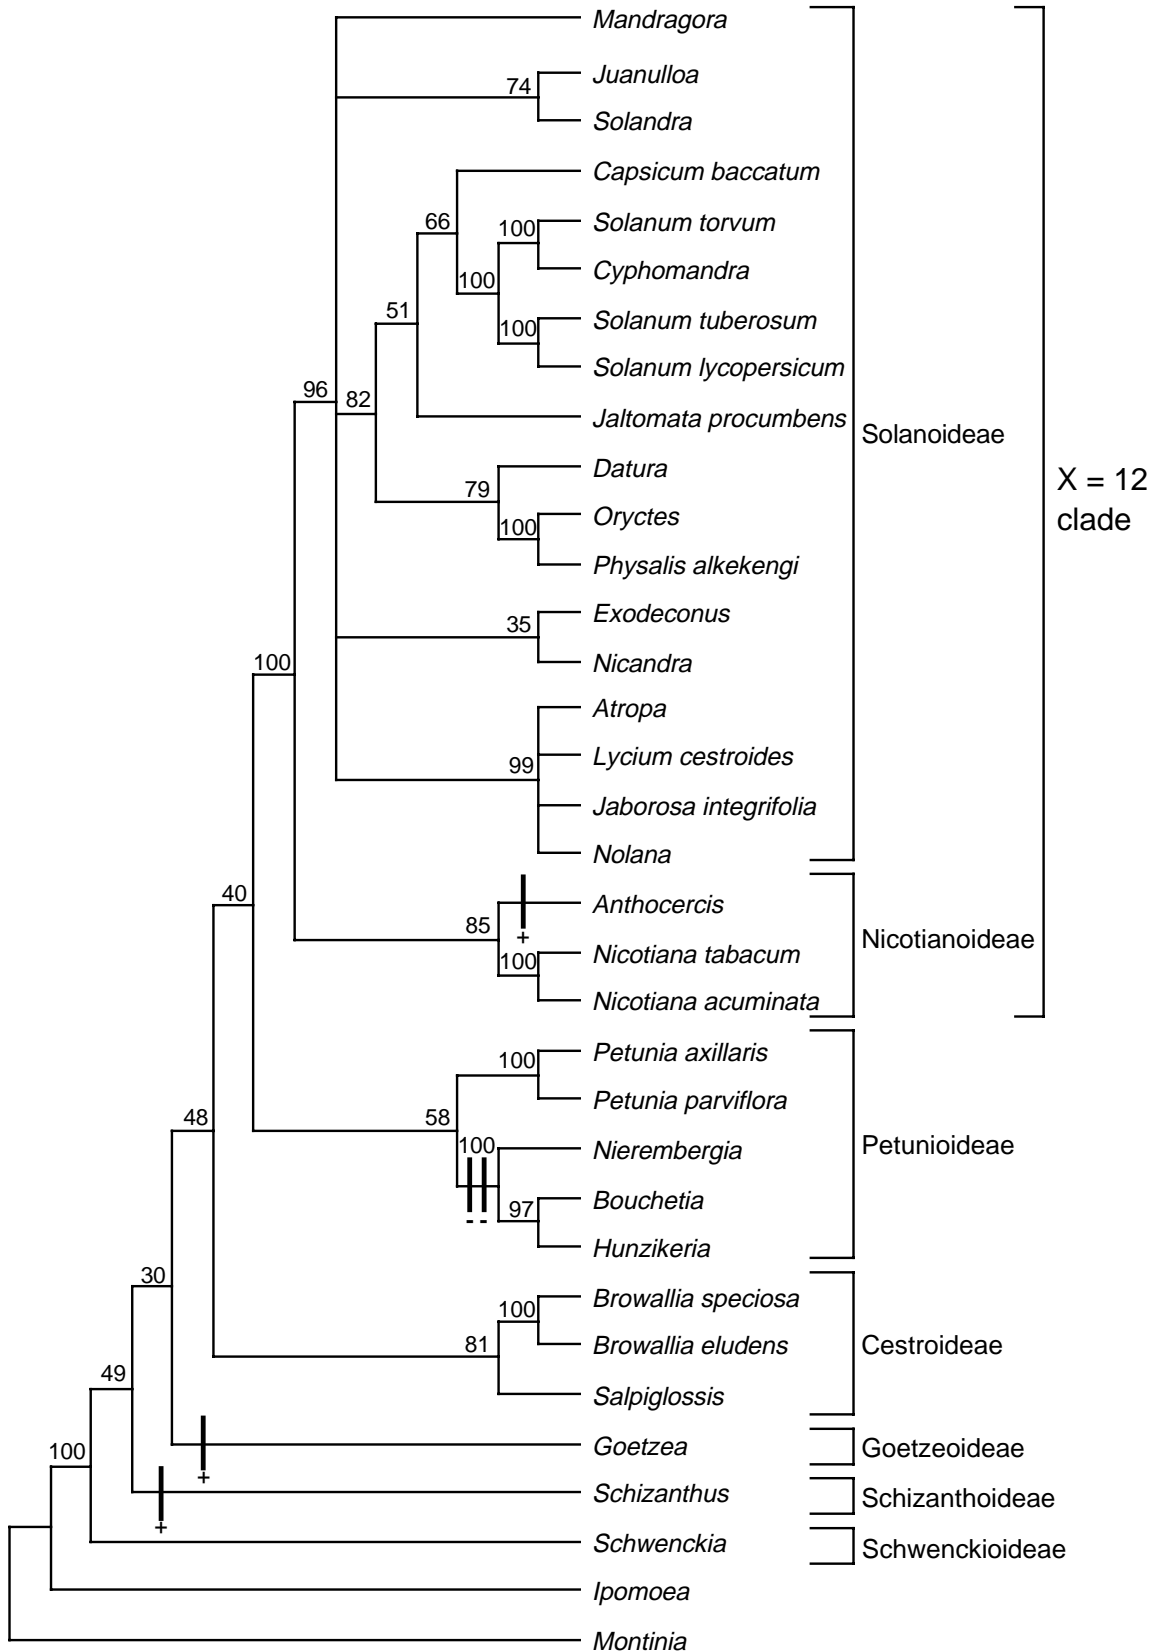 Mandragora
74
Juanulloa
Solandra
Capsicum baccatum
66
100
Solanum torvum
Cyphomandra
100
51
100
Solanum tuberosum
Solanum lycopersicum
96
82
Jaltomata procumbens
Solanoideae
79
Datura
100
Oryctes
X = 12
clade
Physalis alkekengi
35
Exodeconus
100
Nicandra
Atropa
99
Lycium cestroides
Jaborosa integrifolia
Nolana
40
85
+
Anthocercis
100
Nicotiana tabacum
Nicotianoideae
Nicotiana acuminata
100
Petunia axillaris
Petunia parviflora
48
58
100
Nierembergia
Petunioideae
- -
97
Bouchetia
Hunzikeria
30
100
Browallia speciosa
81
Browallia eludens
Cestroideae
49
Salpiglossis
100
+
Goetzea
Goetzeoideae
+
Schizanthus
Schizanthoideae
Schwenckia
Schwenckioideae
Ipomoea
Montinia